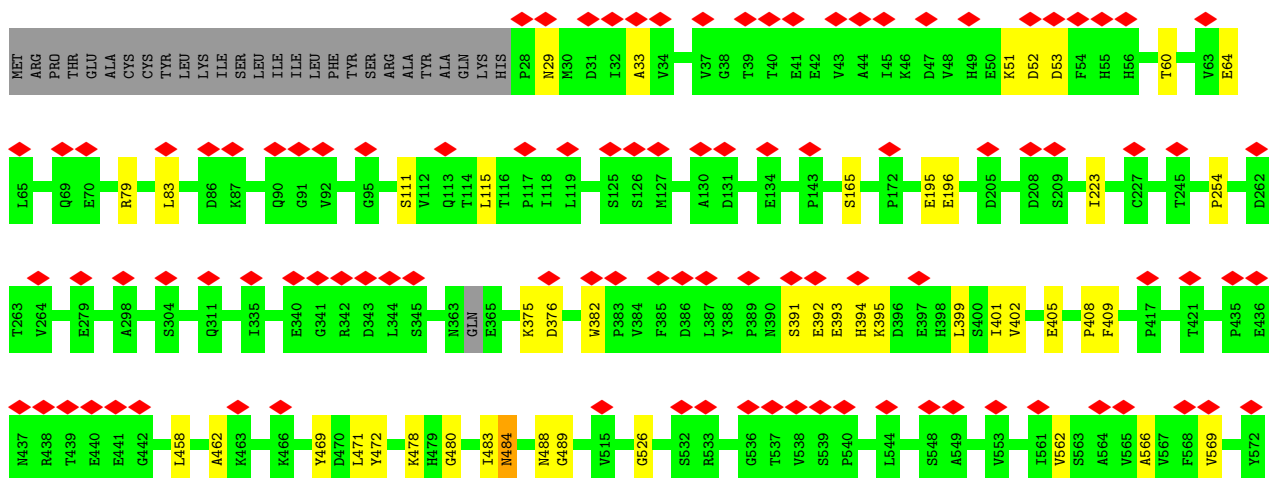 MET ARG PRO THR GLU ALA CYS CYS TYR LEU LYS ILE SER LEU ILE ILE LEU PHE TYR SER ARG ALA TYR ALA GLN LYS HIS P28 N29 M30 D31 I32 A33 V34 V37 G38 T39 T40 E41 E42 V43 A44 I45 K46 D47 V48 H49 E50 K51 D52 D53 F54 H55 H56 T60 V63 E64
L65 Q69 E70 R79 L83 D86 K87 Q90 G91 V92 G95 S111 V112 Q113 T114 L115 T116 P117 I118 L119 S125 S126 M127 A130 D131 E134 P143 S165 P172 E195 E196 D205 D208 S209 I223 C227 T245 P254 D262
T263 V264 E279 A298 S304 Q311 I335 E340 G341 R342 D343 L344 S345 N363 GLN E365 K375 D376 W382 P383 V384 F385 D386 L387 Y388 P389 N390 S391 E392 E393 H394 K395 D396 E397 H398 L399 S400 I401 V402 E405 P408 F409 P417 T421 P435 E436
N437 R438 T439 E440 E441 G442 L458 A462 K463 K466 Y469 D470 L471 Y472 K478 H479 G480 I483 N484 N488 G489 V515 G526 S532 R533 G536 T537 V538 S539 P540 L544 S548 A549 V553 I561 V562 S563 A564 V565 A566 V567 F568 V569 Y572